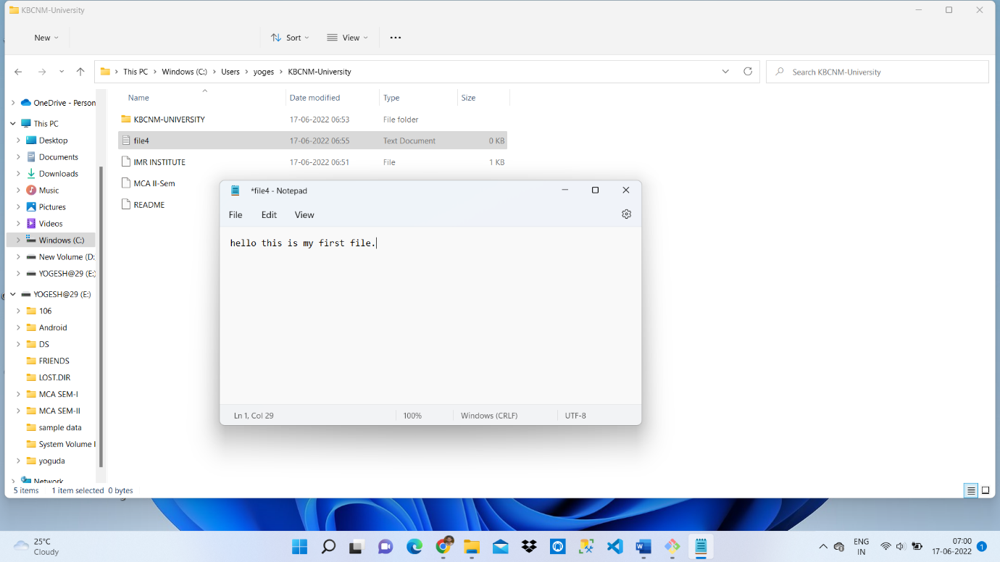 KBCNM-University
New
Sort
View
This PC
Windows (C:)
Users
yoges
KBCNM-University
Search KBCNM-University
Name
Date modified
Type
Size
KBCNM-UNIVERSITY
17-06-2022 06:53
File folder
file4
17-06-2022 06:55
Text Document
0 KB
IMR INSTITUTE
17-06-2022 06:51
File
1 KB
MCA II-Sem
README
OneDrive - Person
This PC
Desktop
Documents
Downloads
Music
Pictures
Videos
Windows (C:)
New Volume (D:
YOGESH@29 (E:)
YOGESH@29 (E:)
106
Android
DS
FRIENDS
LOST.DIR
MCA SEM-I
MCA SEM-II
sample data
System Volume I
yoguda
Network
*file4 - Notepad
File
Edit
View
hello this is my first file.
Ln 1, Col 29
100%
Windows (CRLF)
UTF-8
5 items
1 item selected
0 bytes
25°C
Cloudy
ENG
IN
07:00
17-06-2022
1